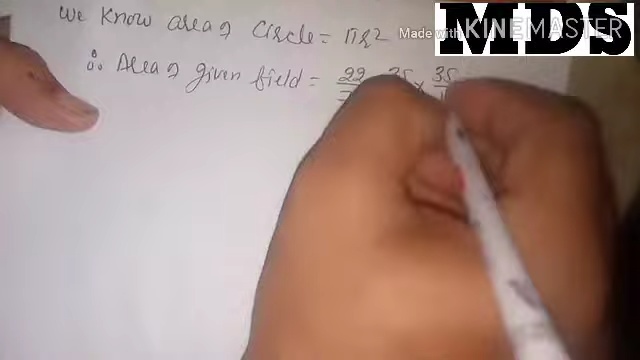 We know area of Circle = πr2
Made with KINEMASTER
MDS
∴ Area of given field = 22 35 × 35